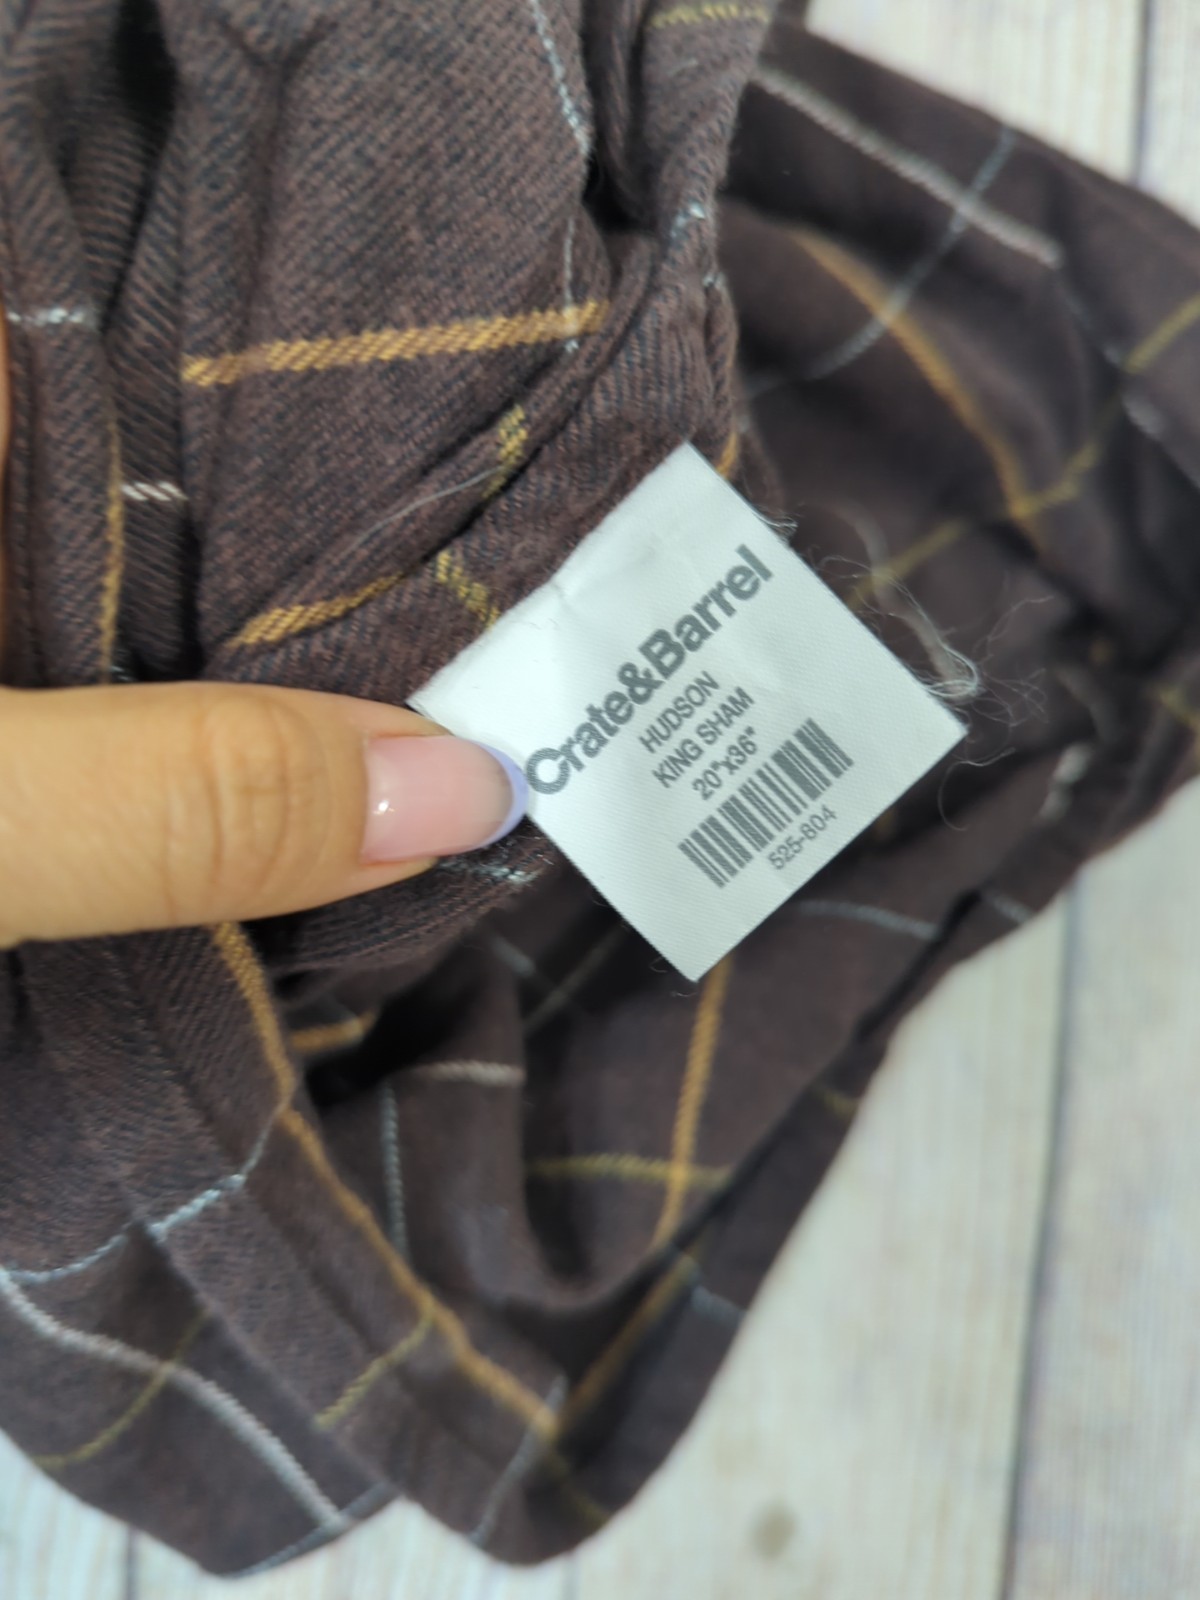 Crate&Barrel
HUDSON
KING SHAM
20"x36"
525-804